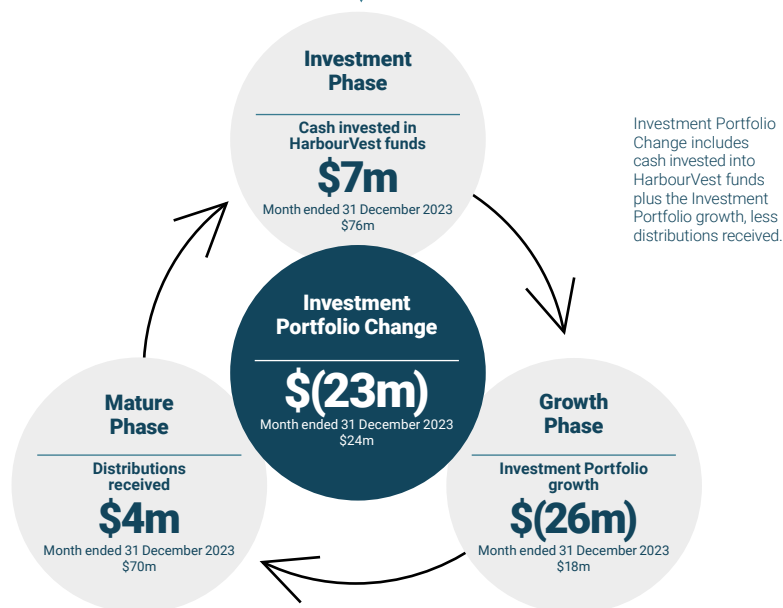 Investment
Phase
Cash invested in
HarbourVest funds
$7m
Month ended 31 December 2023
$76m
Investment Portfolio
Change includes
cash invested into
HarbourVest funds
plus the Investment
Portfolio growth, less
distributions received.
Investment
Portfolio Change
$(23m)
Month ended 31 December 2023
$24m
Mature
Phase
Distributions
received
$4m
Month ended 31 December 2023
$70m
Growth
Phase
Investment Portfolio
growth
$(26m)
Month ended 31 December 2023
$18m